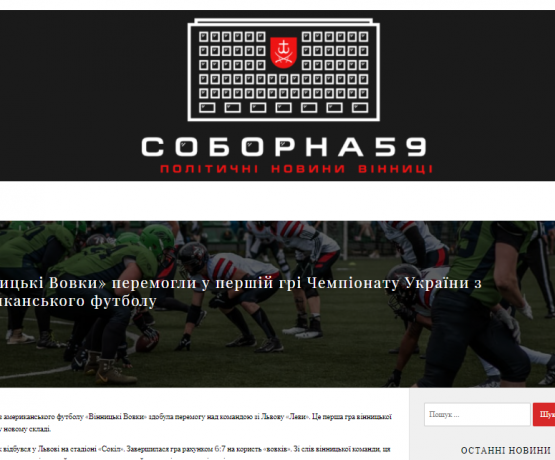 СОБОРНА59
ПОЛІТИЧНІ НОВИНИ ВІННИЦІ
ицькі Вовки» перемогли у першій грі Чемпіонату України з
иканського футболу
американського футболу «Вінницькі Вовки» здобула перемогу над командою зі Львову «Леви». Це перша гра вінницької
у новому складі.
Пошук ...
Шу
відбувся у Львові на стадіоні «Сокіл». Завершилася гра рахунком 6:7 на користь «вовків». Зі слів вінницької команди, ця
ОСТАННІ НОВИНИ